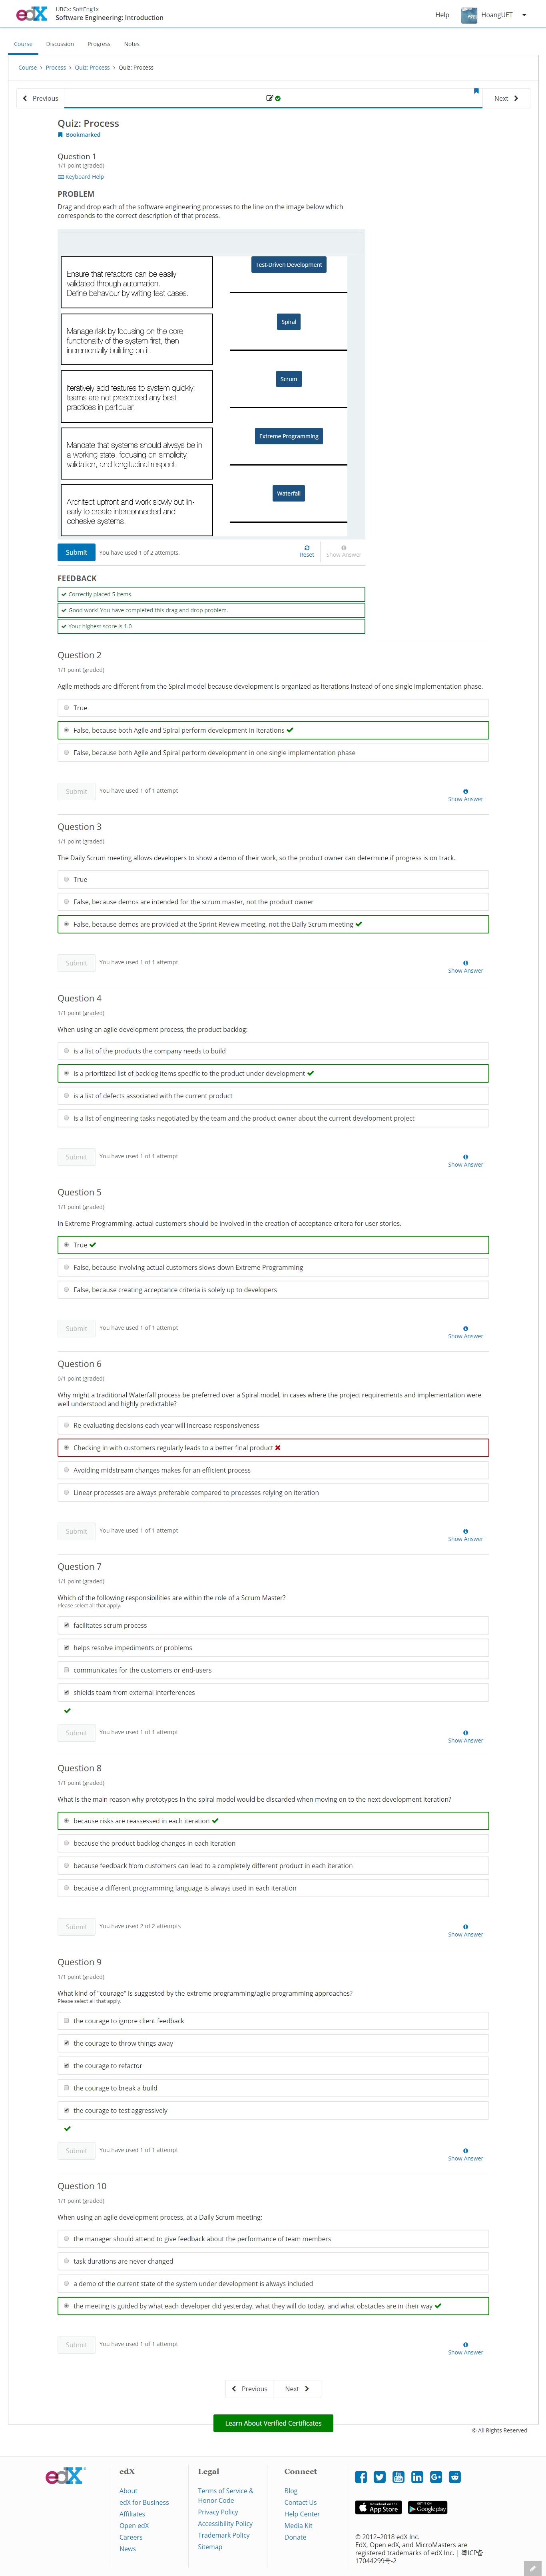 edX
UBCx: SoftEng1x
Software Engineering: Introduction
Help
HoangUET
Course
Discussion
Progress
Notes
Course > Process > Quiz: Process > Quiz: Process
Previous
Next
Quiz: Process
Bookmarked
Question 1
1/1 point (graded)
Keyboard Help
PROBLEM
Drag and drop each of the software engineering processes to the line on the image below which
corresponds to the correct description of that process.
Ensure that refactors can be easily
validated through automation.
Define behaviour by writing test cases.
Test-Driven Development
Manage risk by focusing on the core
functionality of the system first, then
incrementally building on it.
Spiral
Iteratively add features to system quickly;
teams are not prescribed any best
practices in particular.
Scrum
Mandate that systems should always be in
a working state, focusing on simplicity,
validation, and longitudinal respect.
Extreme Programming
Architect upfront and work slowly but lin-
early to create interconnected and
cohesive systems.
Waterfall
Submit
You have used 1 of 2 attempts.
Reset
Show Answer
FEEDBACK
Correctly placed 5 items.
Good work! You have completed this drag and drop problem.
Your highest score is 1.0
Question 2
1/1 point (graded)
Agile methods are different from the Spiral model because development is organized as iterations instead of one single implementation phase.
True
False, because both Agile and Spiral perform development in iterations
False, because both Agile and Spiral perform development in one single implementation phase
Submit
You have used 1 of 1 attempt
Show Answer
Question 3
1/1 point (graded)
The Daily Scrum meeting allows developers to show a demo of their work, so the product owner can determine if progress is on track.
True
False, because demos are intended for the scrum master, not the product owner
False, because demos are provided at the Sprint Review meeting, not the Daily Scrum meeting
Submit
You have used 1 of 1 attempt
Show Answer
Question 4
1/1 point (graded)
When using an agile development process, the product backlog:
is a list of the products the company needs to build
is a prioritized list of backlog items specific to the product under development
is a list of defects associated with the current product
is a list of engineering tasks negotiated by the team and the product owner about the current development project
Submit
You have used 1 of 1 attempt
Show Answer
Question 5
1/1 point (graded)
In Extreme Programming, actual customers should be involved in the creation of acceptance critera for user stories.
True
False, because involving actual customers slows down Extreme Programming
False, because creating acceptance criteria is solely up to developers
Submit
You have used 1 of 1 attempt
Show Answer
Question 6
0/1 point (graded)
Why might a traditional Waterfall process be preferred over a Spiral model, in cases where the project requirements and implementation were
well understood and highly predictable?
Re-evaluating decisions each year will increase responsiveness
Checking in with customers regularly leads to a better final product
Avoiding midstream changes makes for an efficient process
Linear processes are always preferable compared to processes relying on iteration
Submit
You have used 1 of 1 attempt
Show Answer
Question 7
1/1 point (graded)
Which of the following responsibilities are within the role of a Scrum Master?
Please select all that apply.
facilitates scrum process
helps resolve impediments or problems
communicates for the customers or end-users
shields team from external interferences
Submit
You have used 1 of 1 attempt
Show Answer
Question 8
1/1 point (graded)
What is the main reason why prototypes in the spiral model would be discarded when moving on to the next development iteration?
because risks are reassessed in each iteration
because the product backlog changes in each iteration
because feedback from customers can lead to a completely different product in each iteration
because a different programming language is always used in each iteration
Submit
You have used 2 of 2 attempts
Show Answer
Question 9
1/1 point (graded)
What kind of "courage" is suggested by the extreme programming/agile programming approaches?
Please select all that apply.
the courage to ignore client feedback
the courage to throw things away
the courage to refactor
the courage to break a build
the courage to test aggressively
Submit
You have used 1 of 1 attempt
Show Answer
Question 10
1/1 point (graded)
When using an agile development process, at a Daily Scrum meeting:
the manager should attend to give feedback about the performance of team members
task durations are never changed
a demo of the current state of the system under development is always included
the meeting is guided by what each developer did yesterday, what they will do today, and what obstacles are in their way
Submit
You have used 1 of 1 attempt
Show Answer
Previous
Next
Learn About Verified Certificates
© All Rights Reserved
edX
edX
About
edX for Business
Affiliates
Open edX
Careers
News
Legal
Terms of Service &
Honor Code
Privacy Policy
Accessibility Policy
Trademark Policy
Sitemap
Connect
Blog
Contact Us
Help Center
Media Kit
Donate
Download on the
App Store
GET IT ON
Google play
© 2012–2018 edX Inc.
EdX, Open edX, and MicroMasters are
registered trademarks of edX Inc. | 粤ICP备
17044299号-2